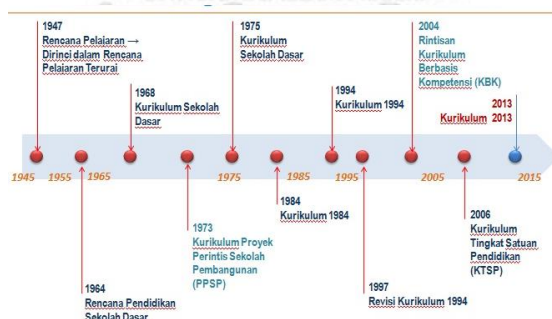 1947
Rencana Pelajaran →
Dirinci dalam Rencana
Pelajaran Terurai
1975
Kurikulum
Sekolah Dasar
2004
Rintisan
Kurikulum
Berbasis
Kompetensi (KBK)
1968
Kurikulum Sekolah
Dasar
1994
Kurikulum 1994
2013
Kurikulum 2013
1945
1955
1965
1975
1985
1995
2005
2015
1973
Kurikulum Proyek
Perintis Sekolah
Pembangunan
(PPSP)
1984
Kurikulum 1984
2006
Kurikulum
Tingkat Satuan
Pendidikan
(KTSP)
1964
Rencana Pendidikan
Sekolah Dasar
1997
Revisi Kurikulum 1994